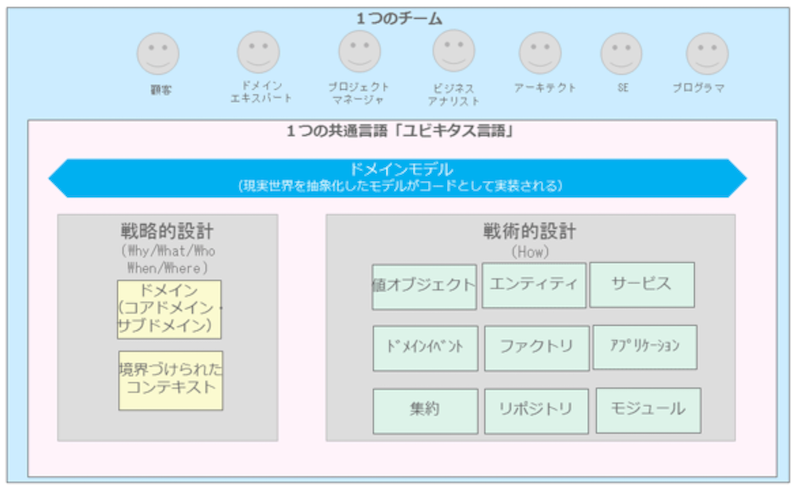 1つのチーム
顧客
ドメイン
エキスパート
プロジェクト
マネージャ
ビジネス
アナリスト
アーキテクト
SE
プログラマ
1つの共通言語「ユビキタス言語」
ドメインモデル
(現実世界を抽象化したモデルがコードとして実装される)
戦略的設計
(Why/What/Who
When/Where)
ドメイン
(コアドメイン・
サブドメイン)
境界づけられた
コンテキスト
戦術的設計
(How)
値オブジェクト
エンティティ
サービス
ドメインイベント
ファクトリ
アプリケーション
集約
リポジトリ
モジュール